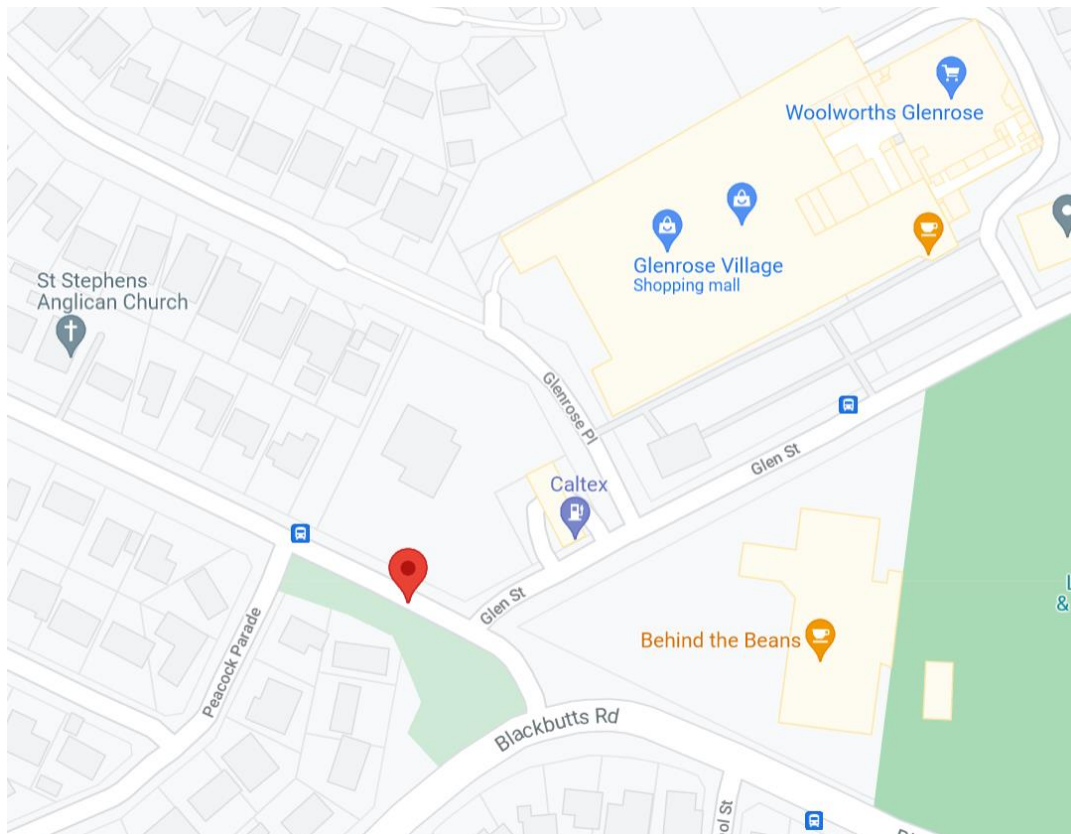 Woolworths Glenrose
Glenrose Village
Shopping mall
St Stephens
Anglican Church
Glenrose Pl
Glen St
Caltex
Glen St
Peacock Parade
Behind the Beans
Blackbutts Rd
&